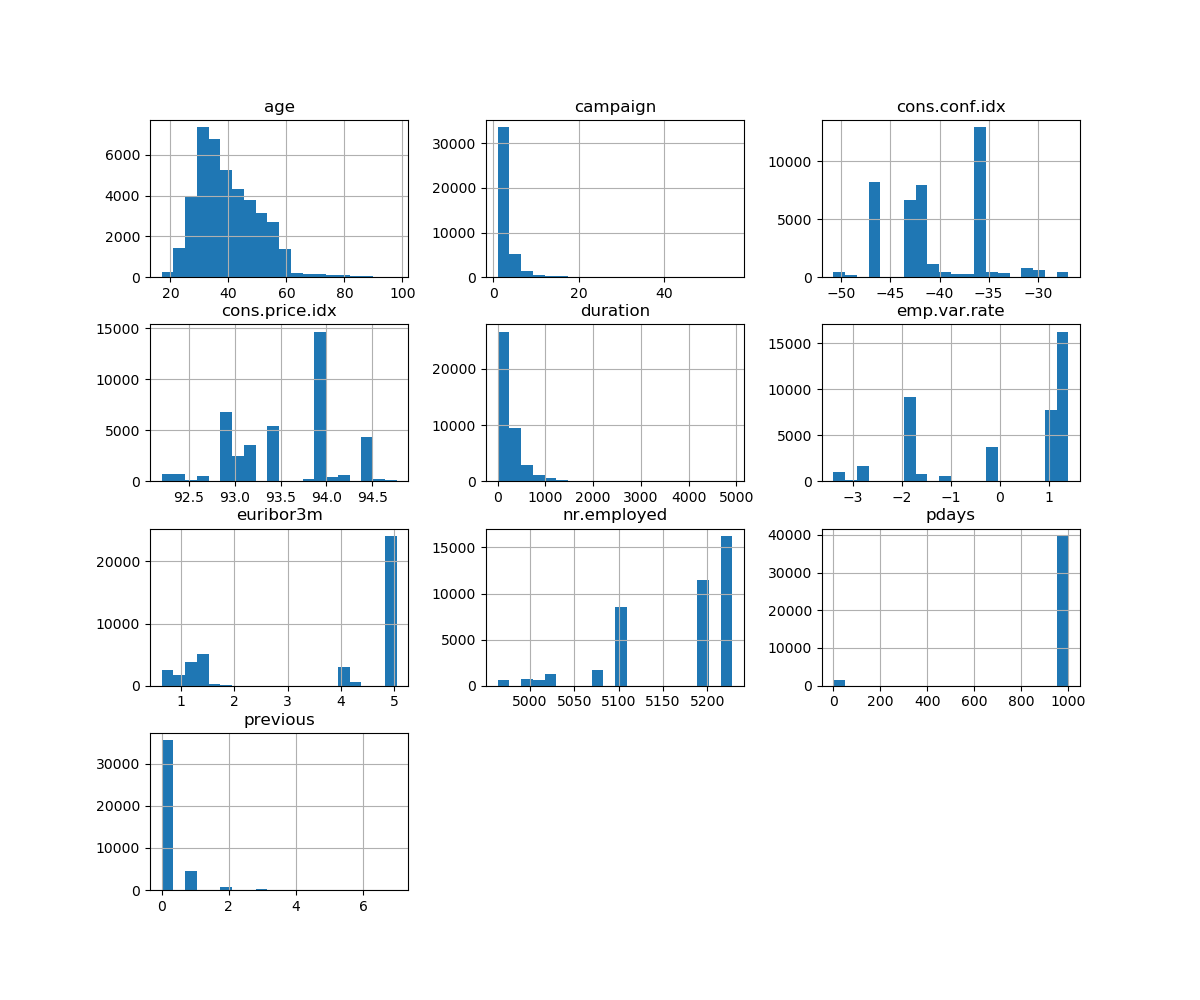 age
6000
4000
2000
0
20 40 60 80 100
campaign
30000
20000
10000
0
0 20 40
cons.conf.idx
10000
5000
0
−50 −45 −40 −35 −30
cons.price.idx
15000
10000
5000
0
92.5 93.0 93.5 94.0 94.5
duration
20000
10000
0
0 1000 2000 3000 4000 5000
emp.var.rate
15000
10000
5000
0
−3 −2 −1 0 1
euribor3m
20000
10000
0
1 2 3 4 5
nr.employed
15000
10000
5000
0
5000 5050 5100 5150 5200
pdays
40000
30000
20000
10000
0
0 200 400 600 800 1000
previous
30000
20000
10000
0
0 2 4 6